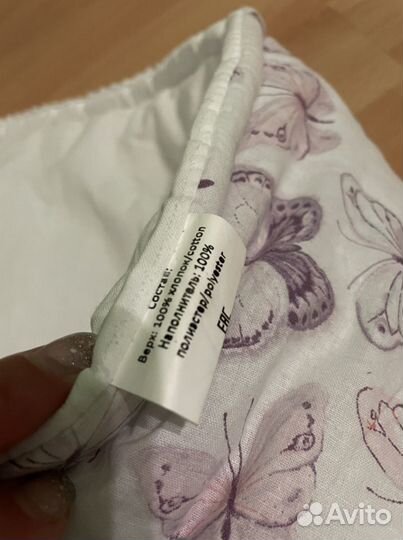 Состав:
Верх: 100% хлопок/cotton
Наполнитель: 100%
полиэстер/polyester
EAC
Avito